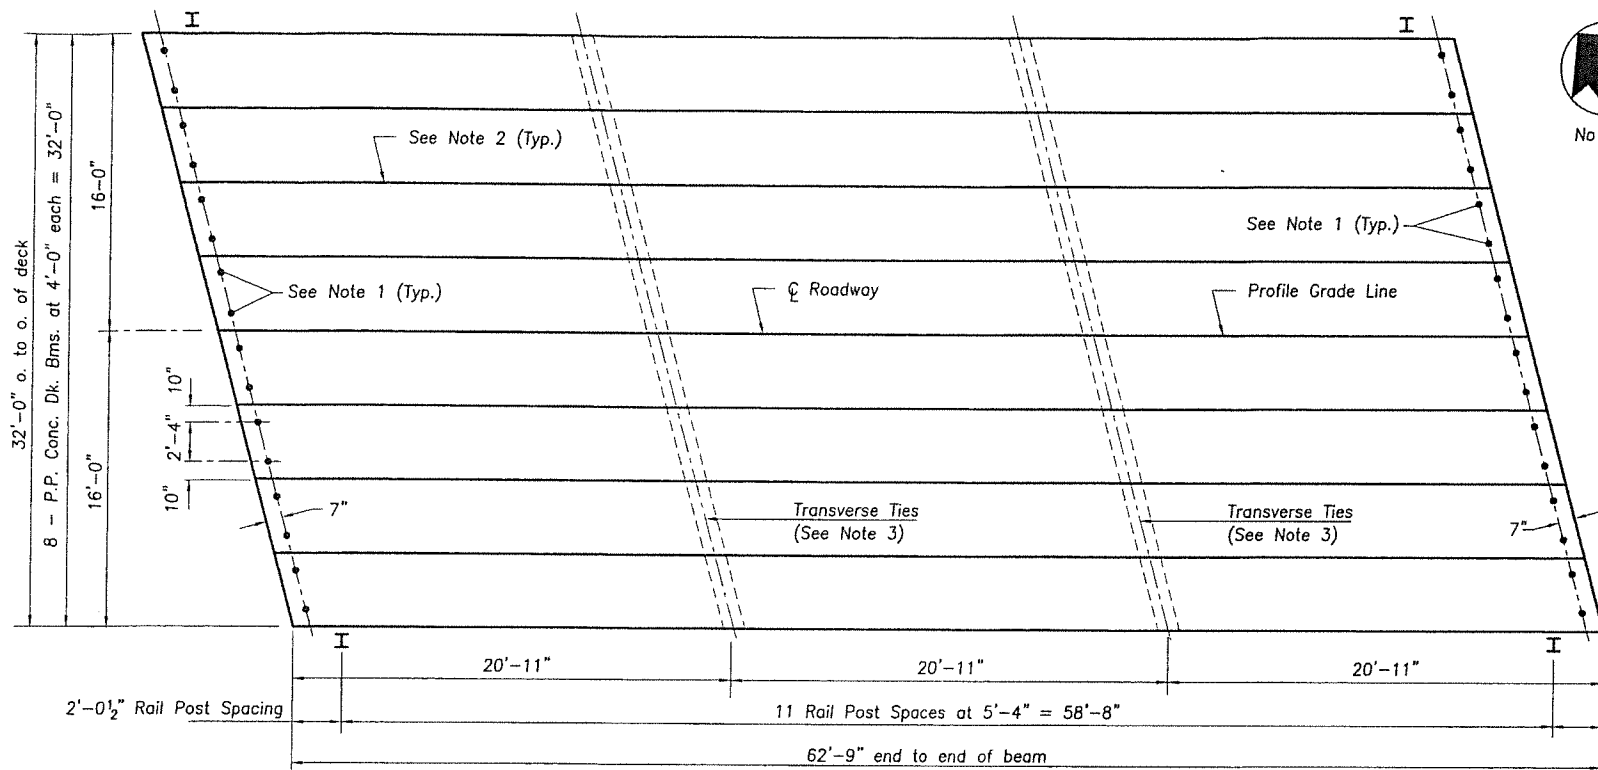 I
I
No
See Note 2 (Typ.)
32'-0" o. to o. of deck
8 - P.P. Conc. Dk. Bms. at 4'-0" each = 32'-0"
16-0"
See Note 1 (Typ.)
See Note 1 (Typ.)
℄ Roadway
Profile Grade Line
10"
2'-4"
16'-0"
10"
7"
Transverse Ties
(See Note 3)
Transverse Ties
(See Note 3)
7"
I
I
20'-11"
20'-11"
20'-11"
2'-0½" Rail Post Spacing
11 Rail Post Spaces at 5'-4" = 58'-8"
62'-9" end to end of beam